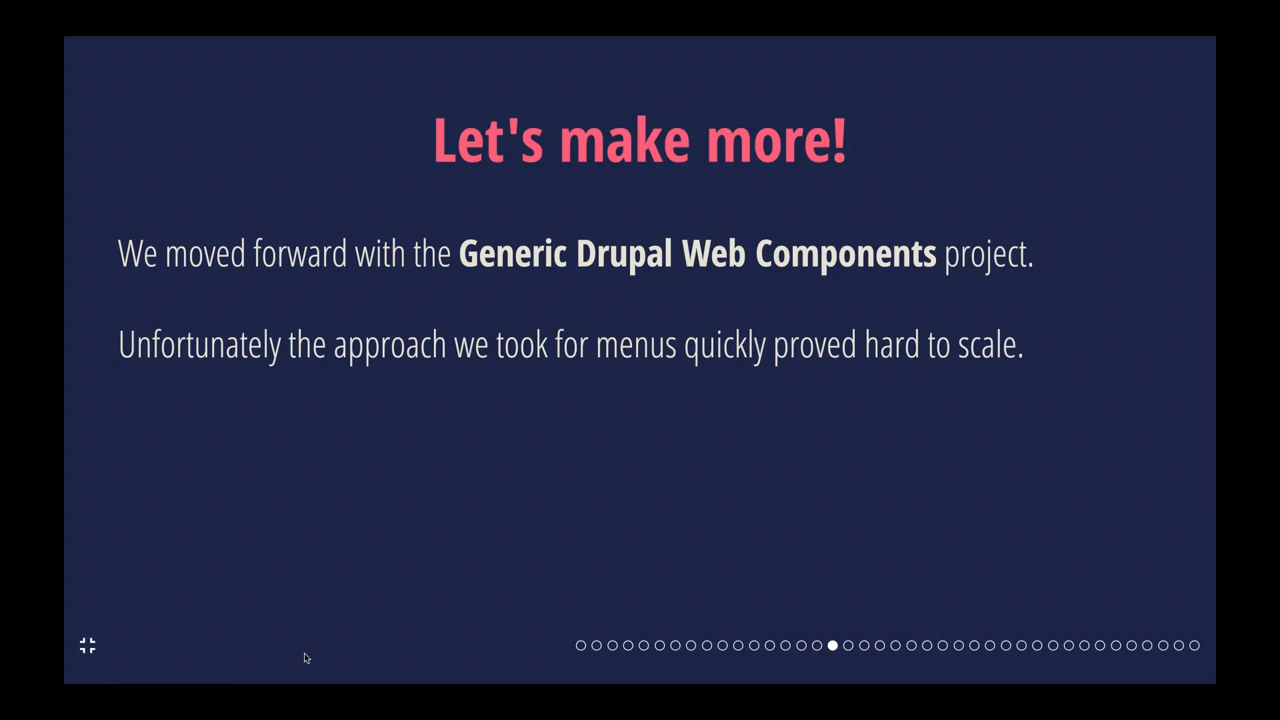 Let's make more!
We moved forward with the Generic Drupal Web Components project.
Unfortunately the approach we took for menus quickly proved hard to scale.